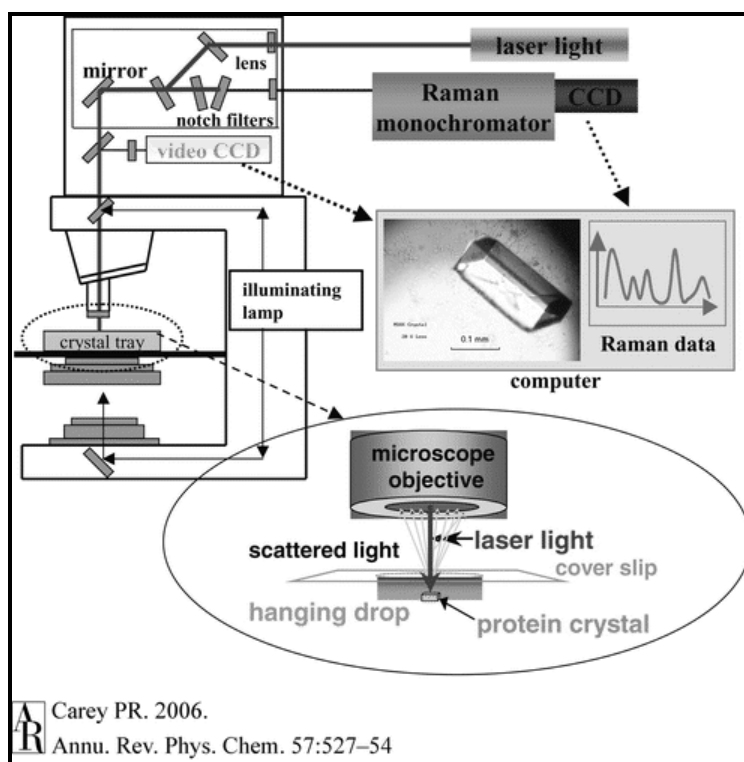 laser light
lens
mirror
Raman
monochromator
CCD
notch filters
video CCD
illuminating
lamp
crystal tray
0.1 mm
Raman data
computer
microscope
objective
scattered light
laser light
cover slip
hanging drop
protein crystal
AR
Carey PR. 2006.
Annu. Rev. Phys. Chem. 57:527–54